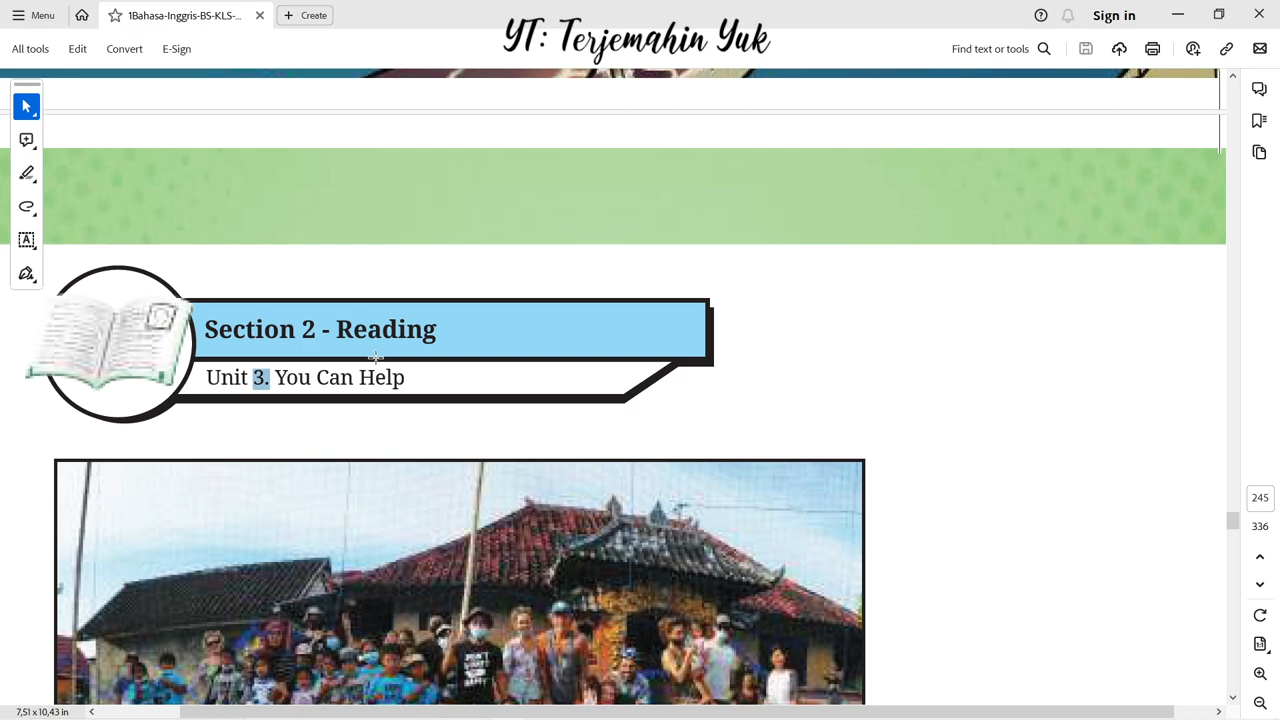 Menu
1Bahasa-Inggris-BS-KLS-...
Create
YT: Terjemahin Yuk
Sign in
All tools
Edit
Convert
E-Sign
Find text or tools
Section 2 - Reading
Unit 3. You Can Help
245
336
7,51 x 10,43 in